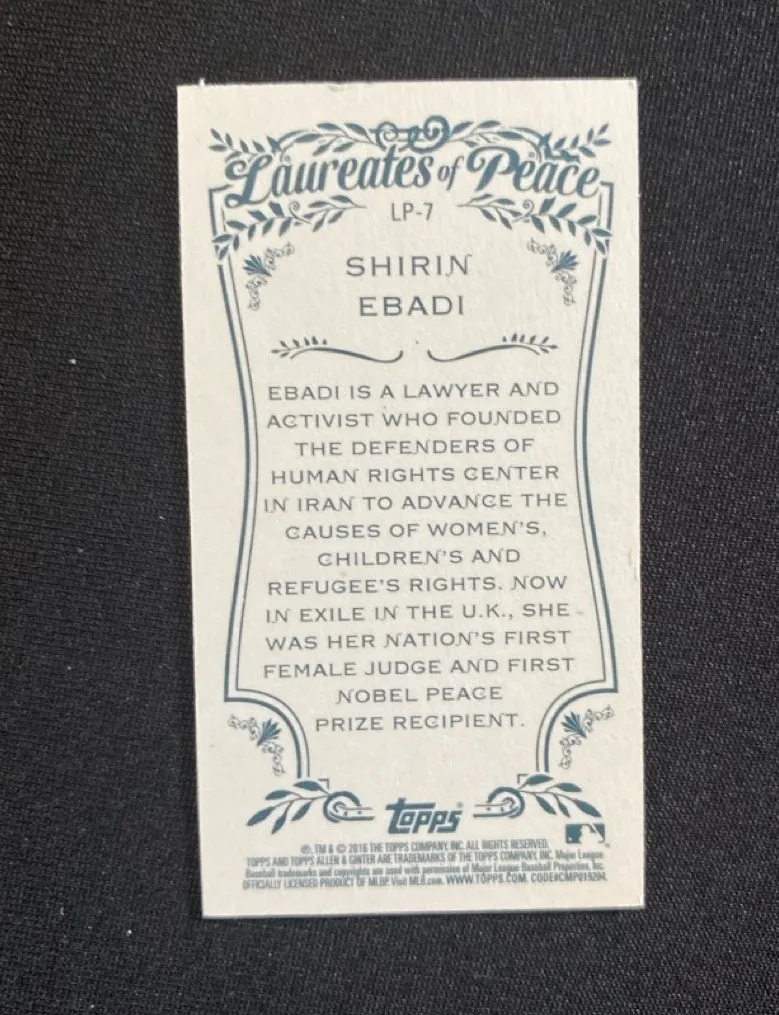 Laureates of Peace
LP-7
SHIRIN
EBADI
EBADI IS A LAWYER AND
ACTIVIST WHO FOUNDED
THE DEFENDERS OF
HUMAN RIGHTS CENTER
IN IRAN TO ADVANCE THE
CAUSES OF WOMEN'S,
CHILDREN'S AND
REFUGEE'S RIGHTS. NOW
IN EXILE IN THE U.K., SHE
WAS HER NATION'S FIRST
FEMALE JUDGE AND FIRST
NOBEL PEACE
PRIZE RECIPIENT.
Topps®
®, TM & © 2016 THE TOPPS COMPANY, INC. ALL RIGHTS RESERVED.
TOPPS AND TOPPS ALLEN & GINTER ARE TRADEMARKS OF THE TOPPS COMPANY, INC. Major League
Baseball trademarks and copyrights are used with permission of Major League Baseball Properties, Inc.
OFFICIALLY LICENSED PRODUCT OF MLBP. Visit MLB.com. WWW.TOPPS.COM. CODE#CMP019204.